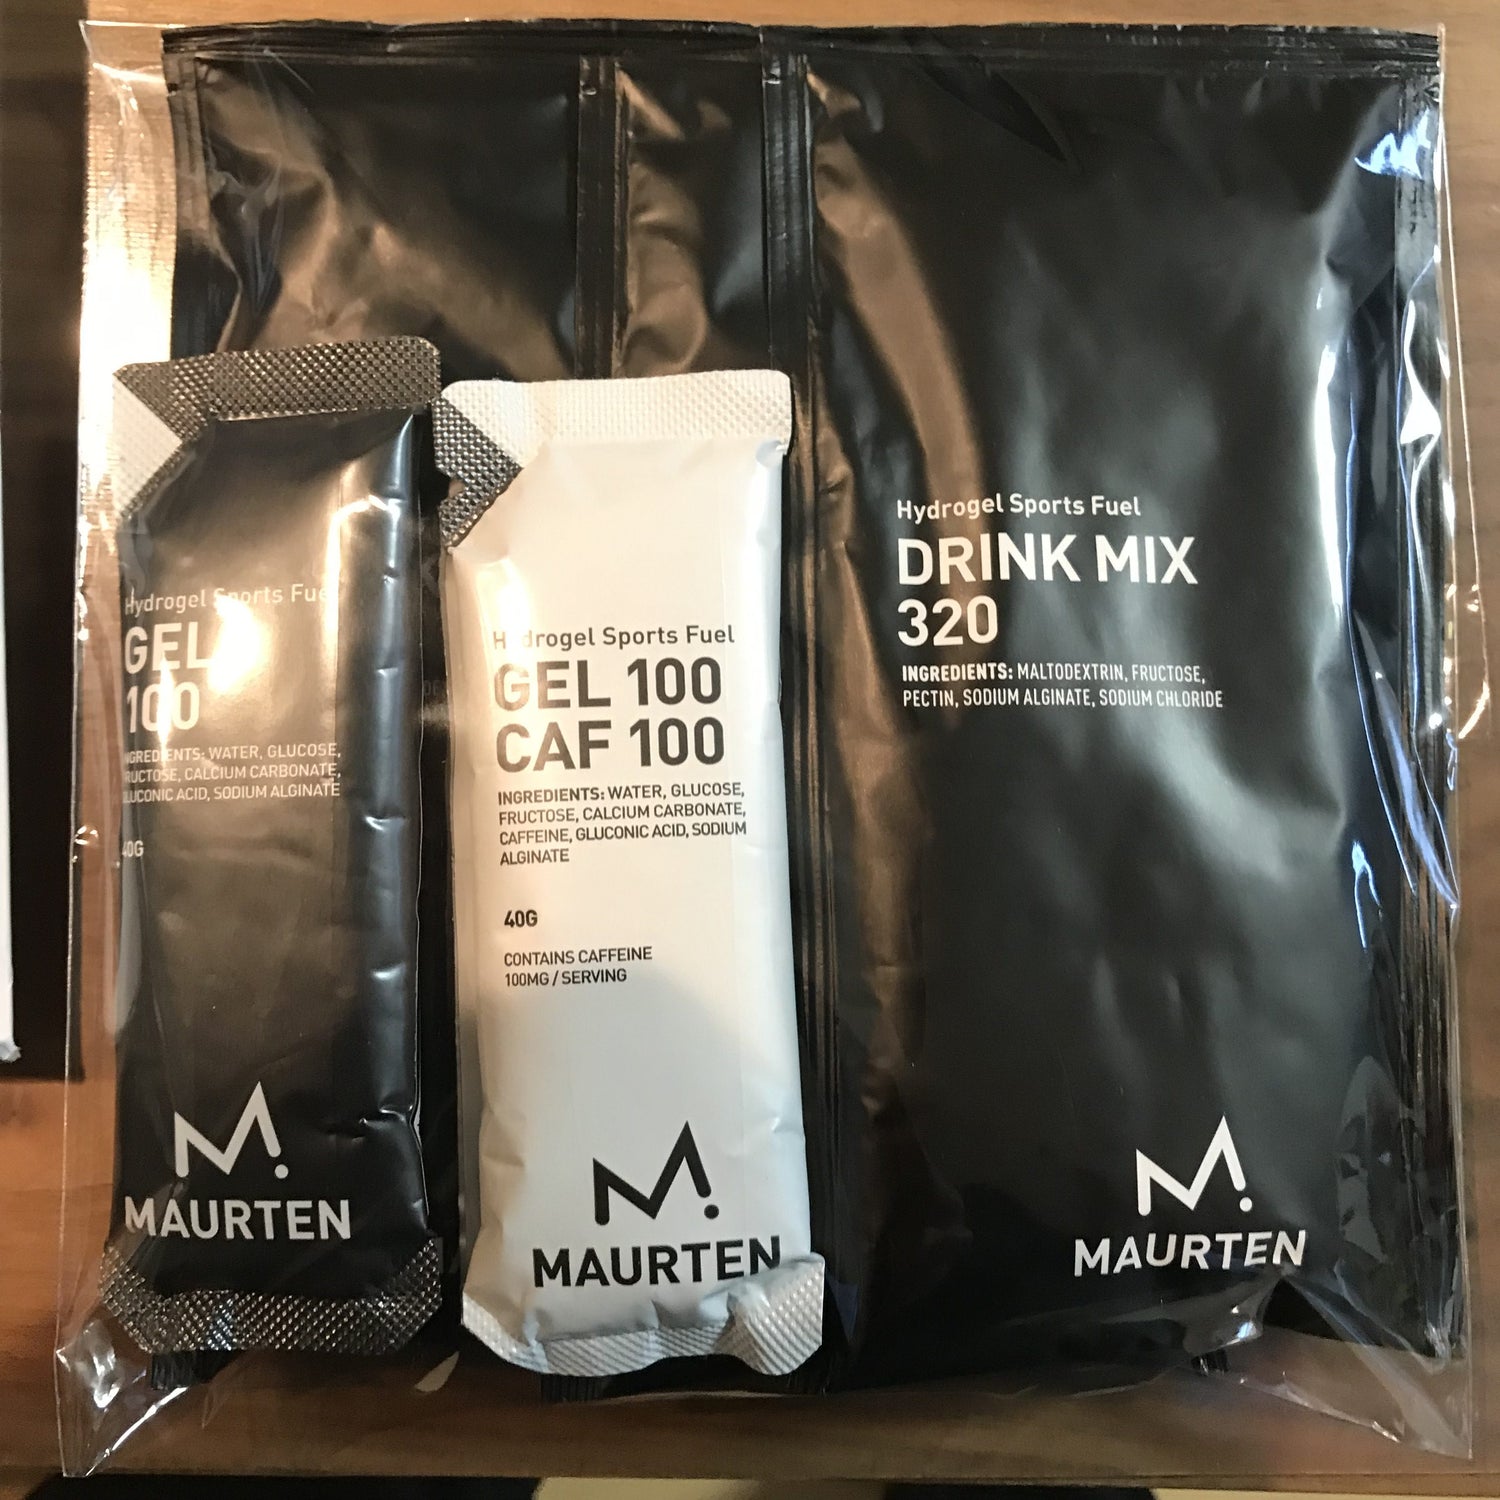 Hydrogel Sports Fuel
GEL
100
INGREDIENTS: WATER, GLUCOSE,
FRUCTOSE, CALCIUM CARBONATE,
GLUCONIC ACID, SODIUM ALGINATE
40G
MAURTEN
Hydrogel Sports Fuel
GEL 100
CAF 100
INGREDIENTS: WATER, GLUCOSE,
FRUCTOSE, CALCIUM CARBONATE,
CAFFEINE, GLUCONIC ACID, SODIUM
ALGINATE
40G
CONTAINS CAFFEINE
100MG / SERVING
MAURTEN
Hydrogel Sports Fuel
DRINK MIX
320
INGREDIENTS: MALTODEXTRIN, FRUCTOSE,
PECTIN, SODIUM ALGINATE, SODIUM CHLORIDE
MAURTEN